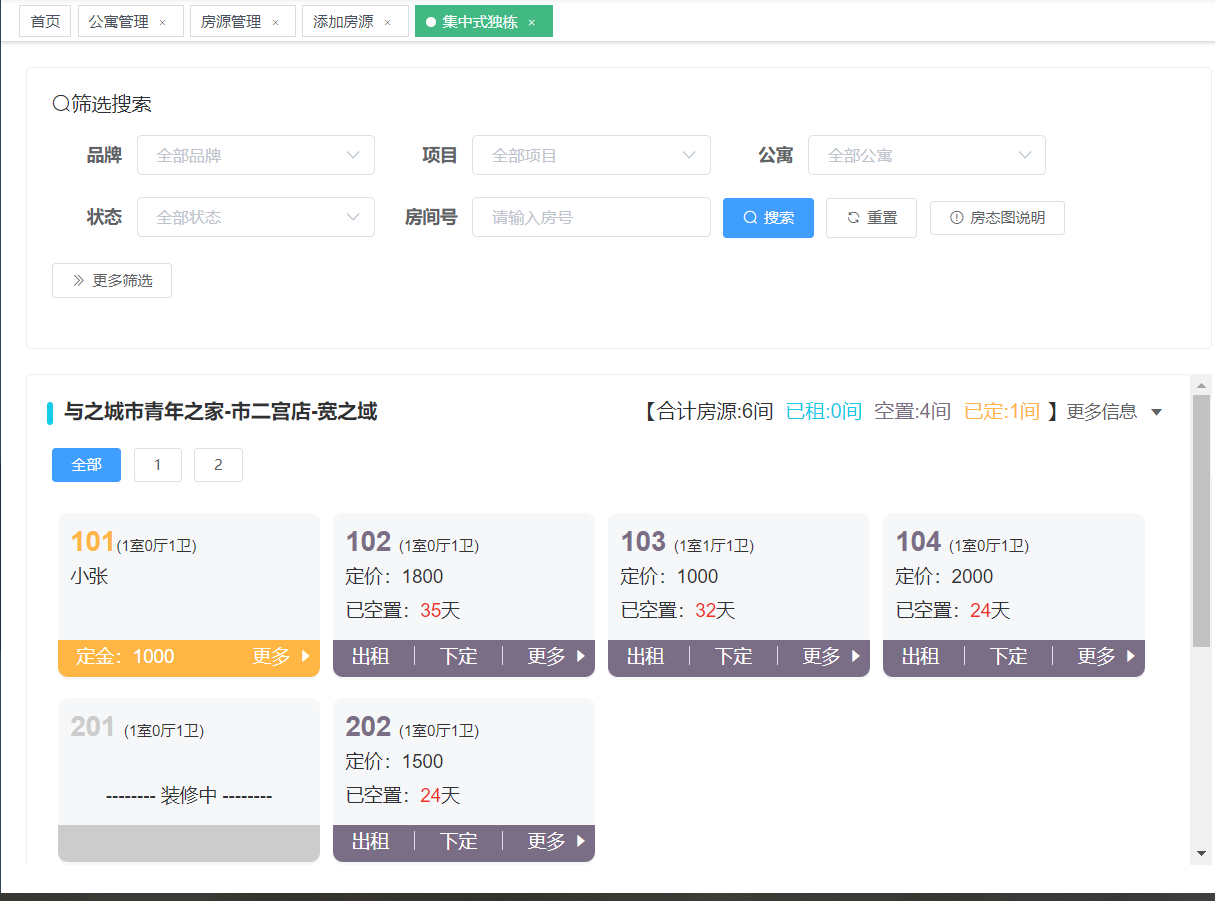 首页 公寓管理 × 房源管理 × 添加房源 × 集中式独栋 ×
筛选搜索
品牌 全部品牌 项目 全部项目 公寓 全部公寓
状态 全部状态 房间号 请输入房号 搜索 重置 房态图说明
更多筛选
与之城市青年之家-市二宫店-宽之域 【合计房源:6间 已租:0间 空置:4间 已定:1间 】更多信息
全部 1 2
101(1室0厅1卫) 102 (1室0厅1卫) 103 (1室1厅1卫) 104 (1室0厅1卫)
小张 定价：1800 定价：1000 定价：2000
已空置：35天 已空置：32天 已空置：24天
定金：1000 更多 出租 下定 更多 出租 下定 更多 出租 下定 更多
201 (1室0厅1卫) 202 (1室0厅1卫)
定价：1500
-------- 装修中 -------- 已空置：24天
出租 下定 更多